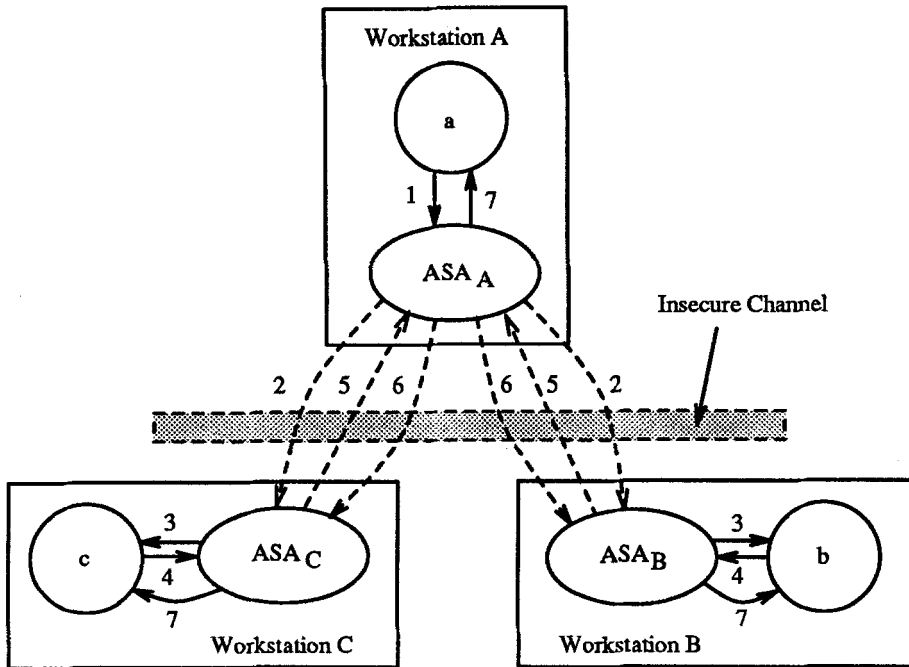 Workstation A
a
1
7
ASA A
Insecure Channel
2
5
6
6
5
2
3
c
4
ASA C
7
Workstation C
3
ASA B
4
b
7
Workstation B